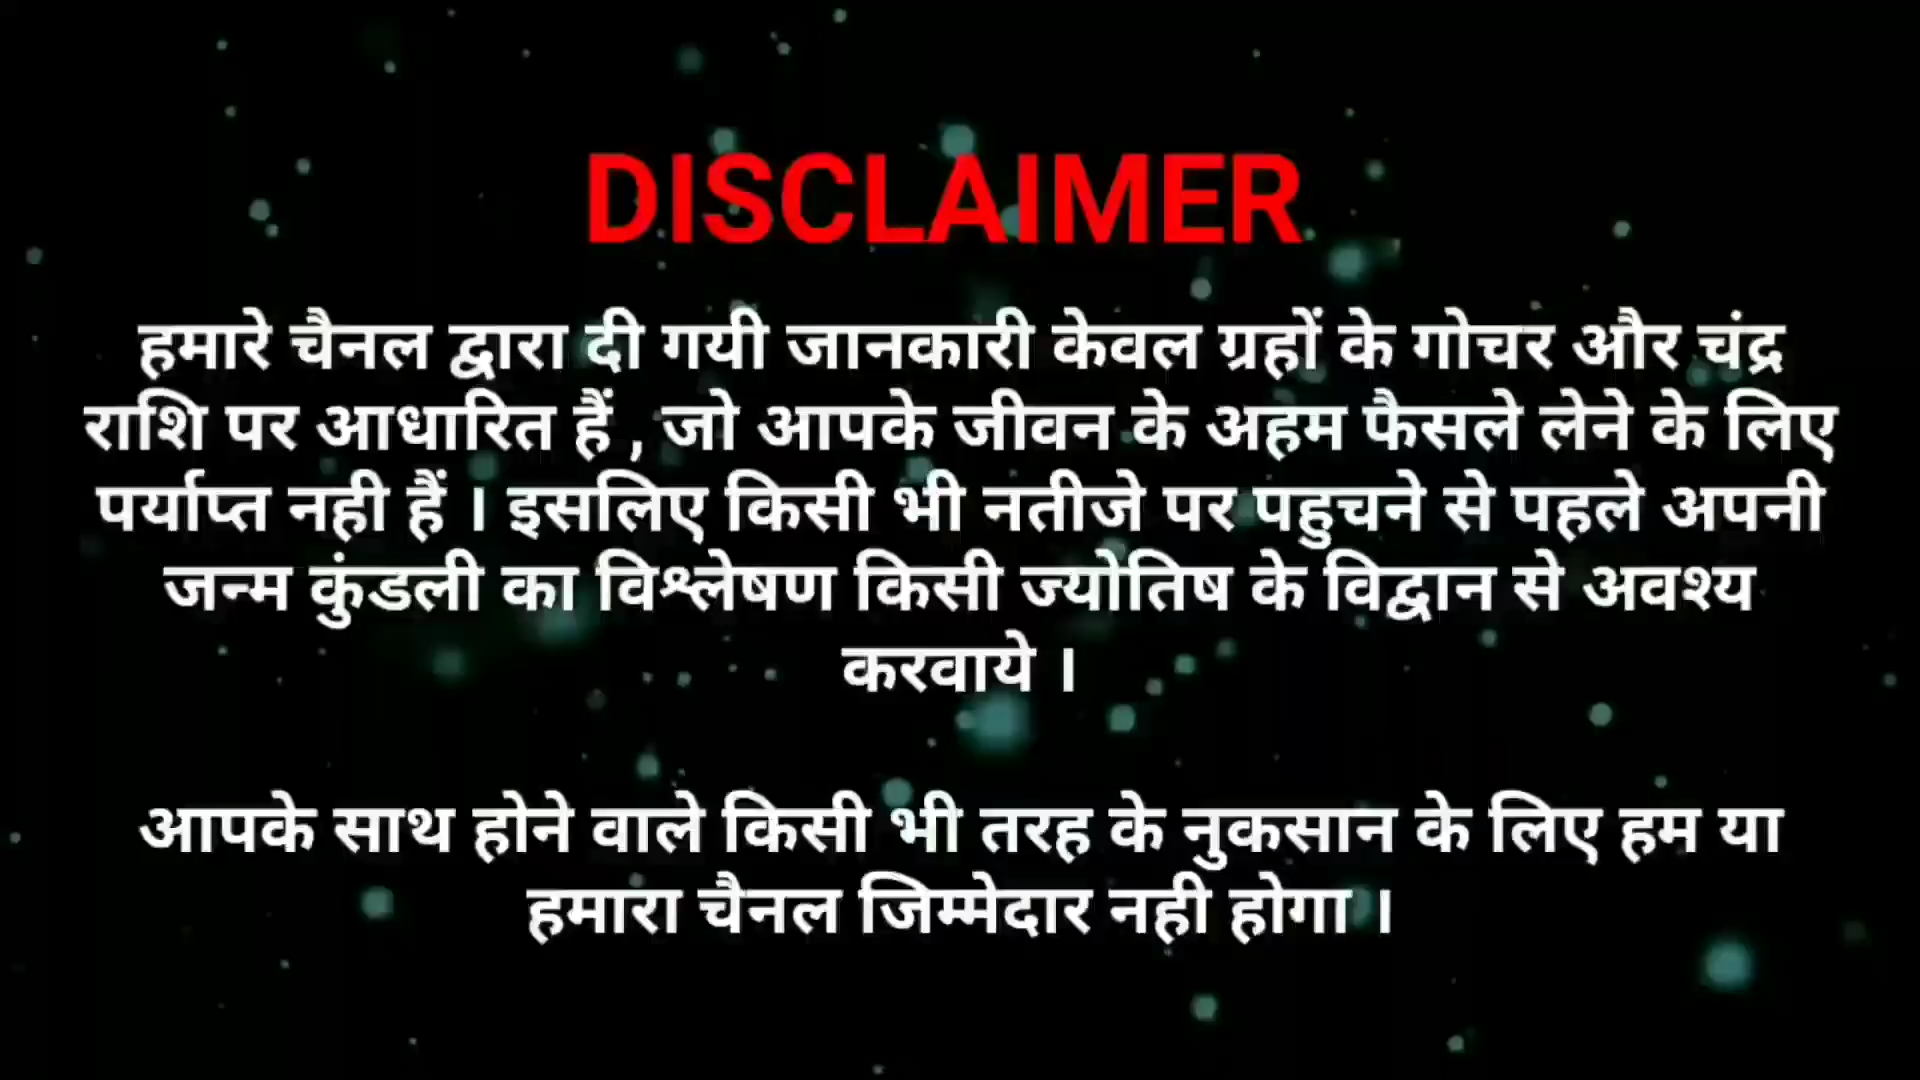 DISCLAIMER
हमारे चैनल द्वारा दी गयी जानकारी केवल ग्रहों के गोचर और चंद्र
राशि पर आधारित हैं , जो आपके जीवन के अहम फैसले लेने के लिए
पर्याप्त नही हैं । इसलिए किसी भी नतीजे पर पहुचने से पहले अपनी
जन्म कुंडली का विश्लेषण किसी ज्योतिष के विद्वान से अवश्य
करवाये ।
आपके साथ होने वाले किसी भी तरह के नुकसान के लिए हम या
हमारा चैनल जिम्मेदार नही होगा ।